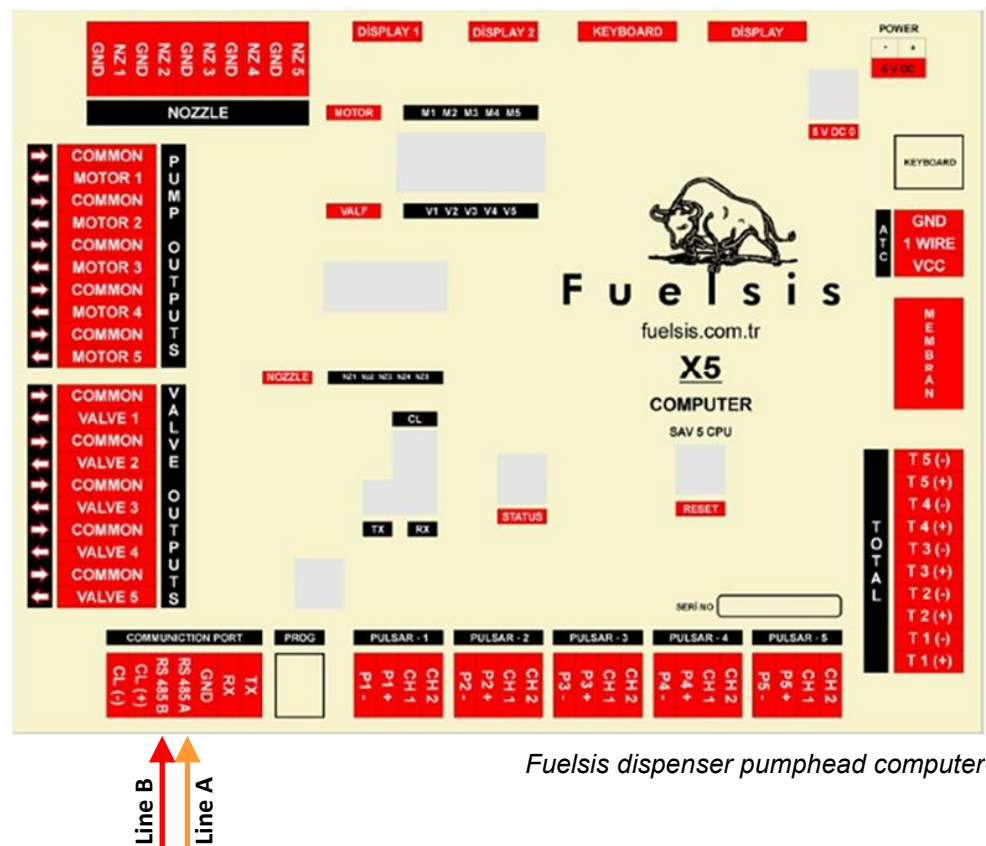 DİSPLAY 1
DİSPLAY 2
KEYBOARD
DİSPLAY
POWER
- +
5 V DC
GND
NZ 1
GND
NZ 2
GND
NZ 3
GND
NZ 4
GND
NZ 5
NOZZLE
MOTOR
M1 M2 M3 M4 M5
5 V DC 0
KEYBOARD
COMMON
MOTOR 1
COMMON
MOTOR 2
COMMON
MOTOR 3
COMMON
MOTOR 4
COMMON
MOTOR 5
PUMP OUTPUTS
VALF
V1 V2 V3 V4 V5
ATC
GND
1 WIRE
VCC
Fuelsis
fuelsis.com.tr
X5
COMPUTER
SAV 5 CPU
MEMBRAN
NOZZLE
NZ1 NZ2 NZ3 NZ4 NZ5
COMMON
VALVE 1
COMMON
VALVE 2
COMMON
VALVE 3
COMMON
VALVE 4
COMMON
VALVE 5
VALVE OUTPUTS
CL
TX
RX
STATUS
RESET
TOTAL
T 5 (-)
T 5 (+)
T 4 (-)
T 4 (+)
T 3 (-)
T 3 (+)
T 2 (-)
T 2 (+)
T 1 (-)
T 1 (+)
SERİ NO
COMMUNICTION PORT
CL (-)
CL (+)
RS 485 B
RS 485 A
GND
RX
TX
PROG
PULSAR - 1
P1 -
P1 +
CH 1
CH 2
PULSAR - 2
P2 -
P2 +
CH 1
CH 2
PULSAR - 3
P3 -
P3 +
CH 1
CH 2
PULSAR - 4
P4 -
P4 +
CH 1
CH 2
PULSAR - 5
P5 -
P5 +
CH 1
CH 2
Line B
Line A
Fuelsis dispenser pumphead computer